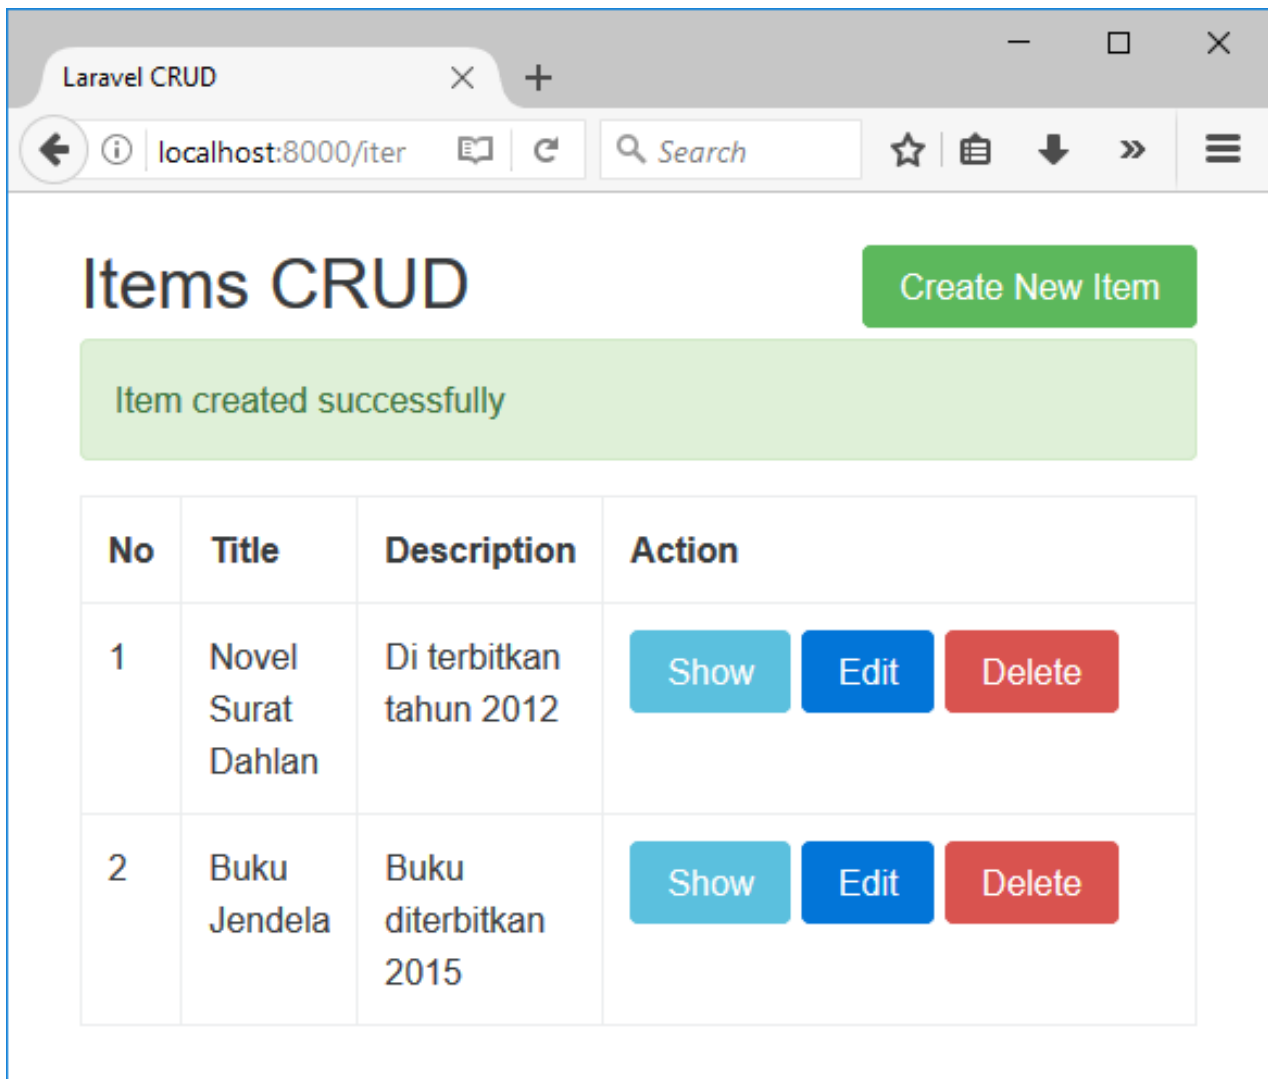 Laravel CRUD
localhost:8000/iter
Search
Items CRUD
Create New Item
Item created successfully
No Title Description Action
1 Novel Di terbitkan Show Edit Delete
Surat tahun 2012
Dahlan
2 Buku Buku Show Edit Delete
Jendela diterbitkan
2015